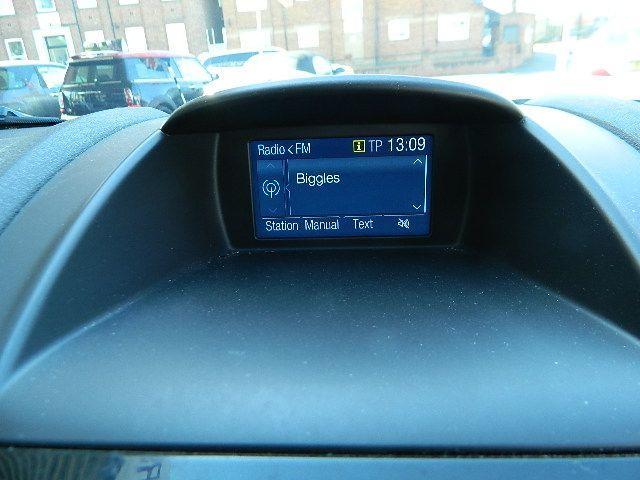 Radio <FM i TP 13:09
Biggles
Station Manual Text